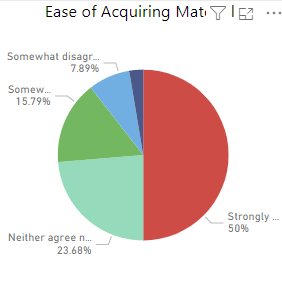 Ease of Acquiring Mat
Somewhat disagr...
7.89%
Somew...
15.79%
Neither agree n...
23.68%
Strongly ...
50%